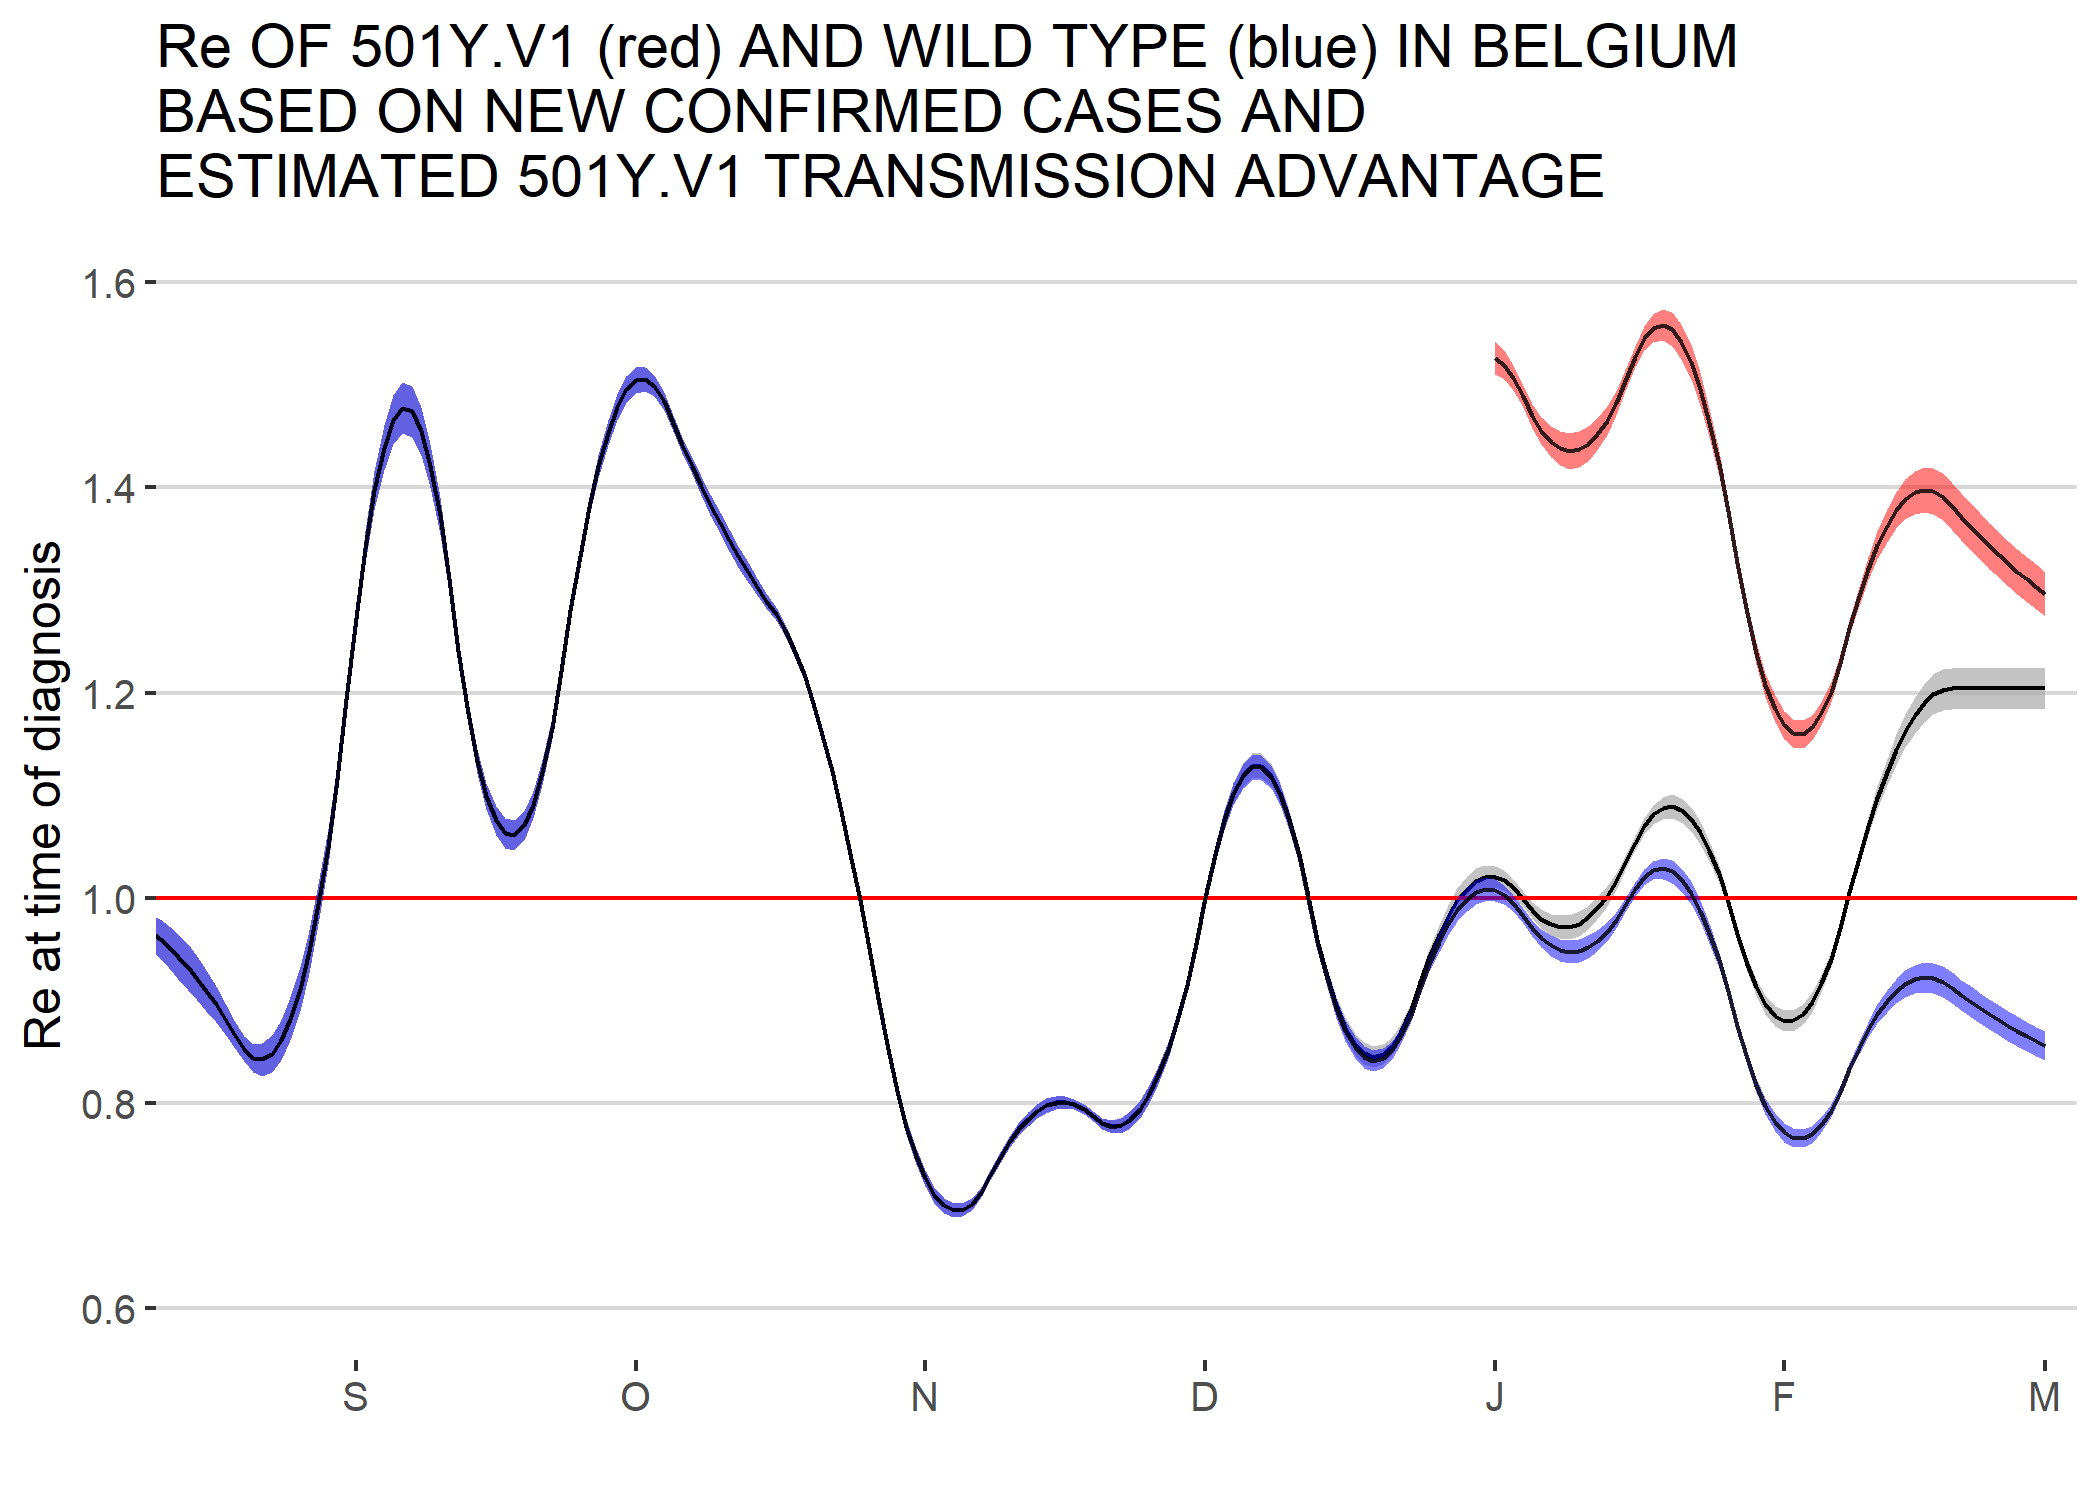 Re OF 501Y.V1 (red) AND WILD TYPE (blue) IN BELGIUM
BASED ON NEW CONFIRMED CASES AND
ESTIMATED 501Y.V1 TRANSMISSION ADVANTAGE
Re at time of diagnosis
1.6
1.4
1.2
1.0
0.8
0.6
S O N D J F M